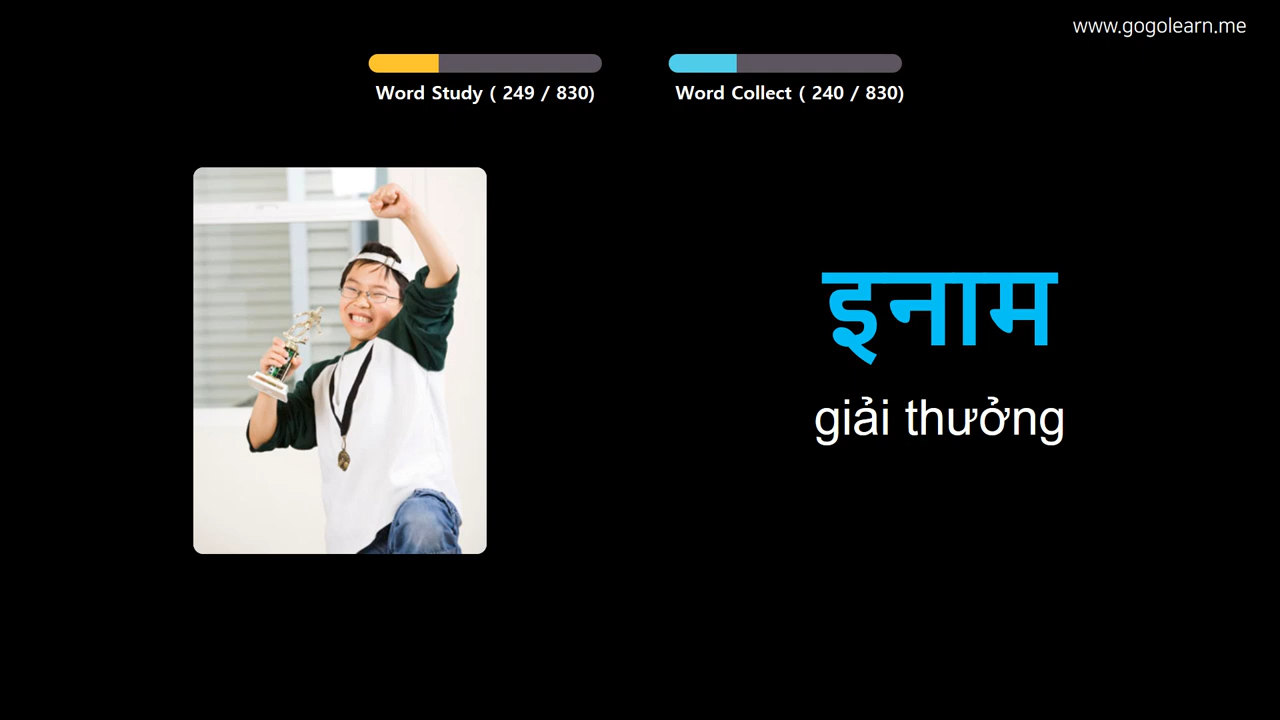 www.gogolearn.me
Word Study ( 249 / 830)
Word Collect ( 240 / 830)
इनाम
giải thưởng